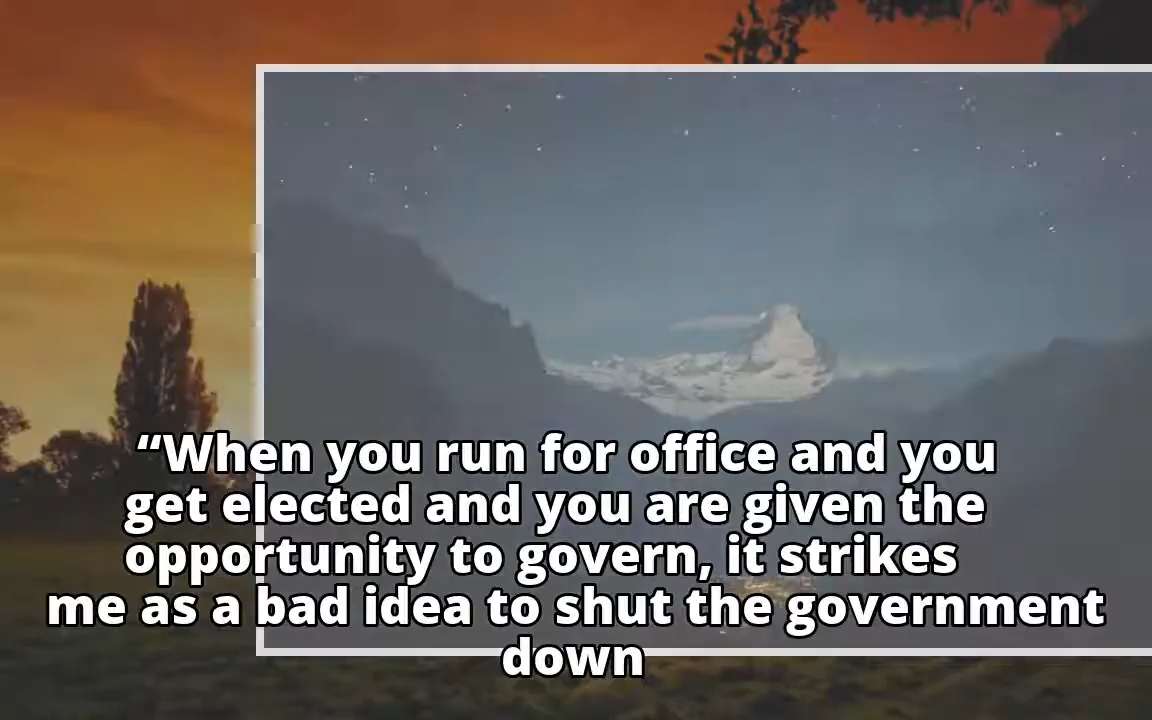 “When you run for office and you
get elected and you are given the
opportunity to govern, it strikes
me as a bad idea to shut the government
down